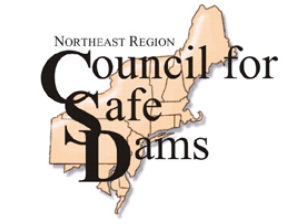 NORTHEAST REGION
Council for
Safe
Dams